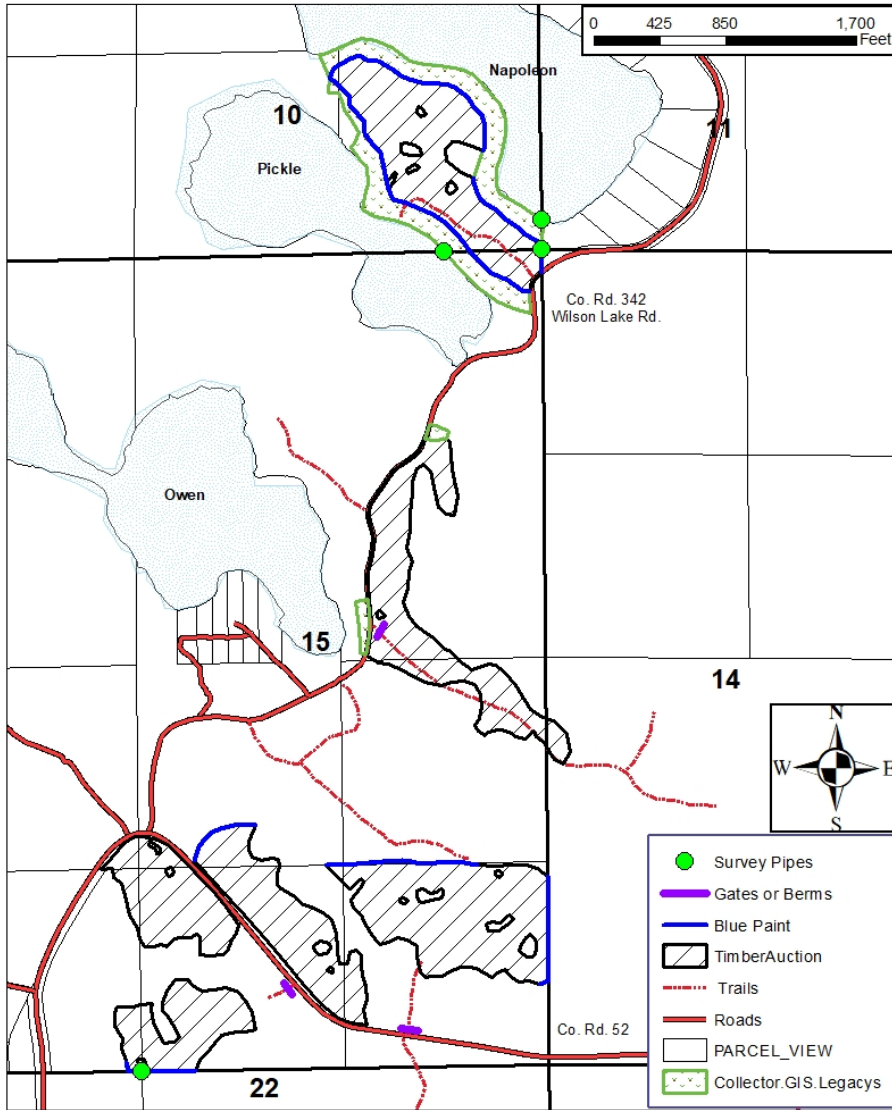 0 425 850 1,700
Feet
Napoleon
10
11
Pickle
Co. Rd. 342
Wilson Lake Rd.
Owen
15
14
N
W E
S
Survey Pipes
Gates or Berms
Blue Paint
TimberAuction
Trails
Roads
PARCEL_VIEW
Collector.GIS.Legacys
Co. Rd. 52
22